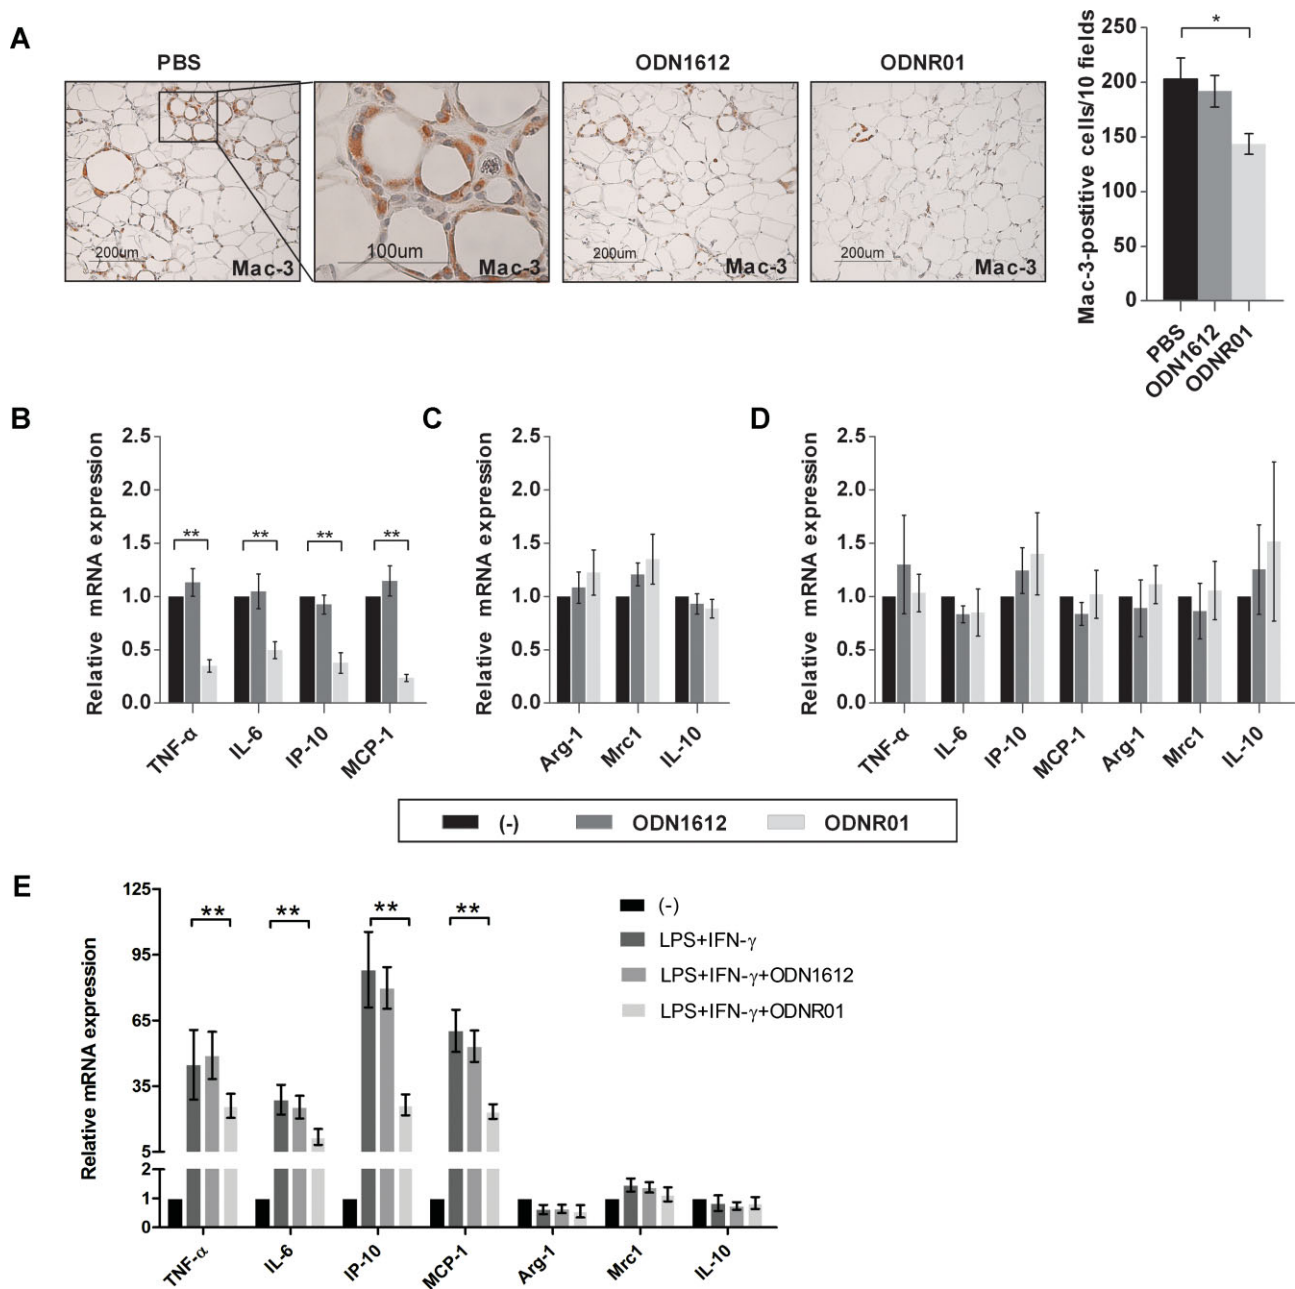 A
PBS
ODN1612
ODNR01
200um
Mac-3
100um
Mac-3
200um
Mac-3
200um
Mac-3
Mac-3-postitive cells/10 fields
250
200
150
200
50
0
*
PBS
ODN1612
ODNR01
B
Relative mRNA expression
2.5
2.0
1.5
1.0
0.5
0.0
** ** ** **
TNF-α
IL-6
IP-10
MCP-1
C
Relative mRNA expression
2.5
2.0
1.5
1.0
0.5
0.0
Arg-1
Mrc1
IL-10
D
Relative mRNA expression
2.5
2.0
1.5
1.0
0.5
0.0
TNF-α
IL-6
IP-10
MCP-1
Arg-1
Mrc1
IL-10
(-) ODN1612 ODNR01
E
Relative mRNA expression
125
95
65
35
5
2
1
0
** ** ** **
(-)
LPS+IFN-γ
LPS+IFN-γ+ODN1612
LPS+IFN-γ+ODNR01
TNF-α
IL-6
IP-10
MCP-1
Arg-1
Mrc1
IL-10